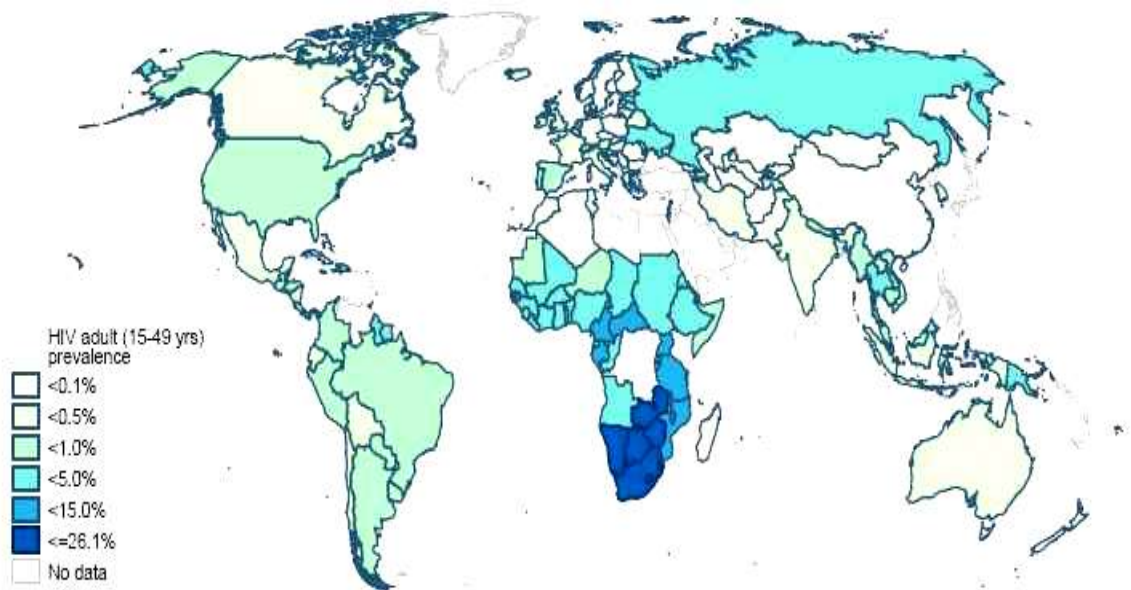 HIV adult (15-49 yrs)
prevalence
<0.1%
<0.5%
<1.0%
<5.0%
<15.0%
<=26.1%
No data